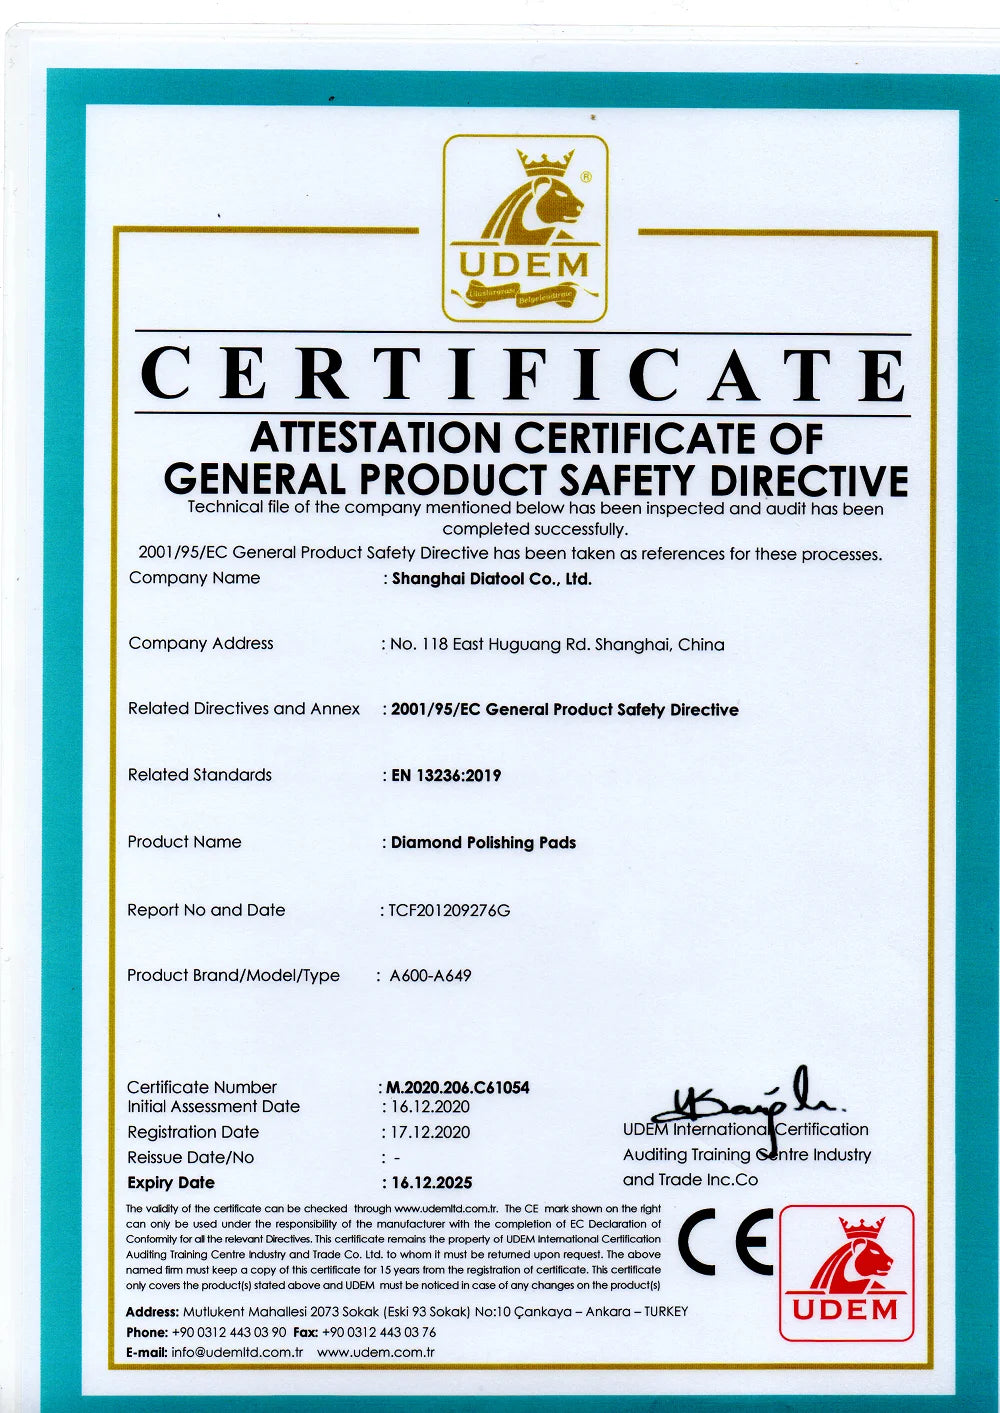 ®
UDEM
Uluslararası Belgelendirme
CERTIFICATE
ATTESTATION CERTIFICATE OF
GENERAL PRODUCT SAFETY DIRECTIVE
Technical file of the company mentioned below has been inspected and audit has been
completed successfully.
2001/95/EC General Product Safety Directive has been taken as references for these processes.
Company Name : Shanghai Diatool Co., Ltd.
Company Address : No. 118 East Huguang Rd. Shanghai, China
Related Directives and Annex : 2001/95/EC General Product Safety Directive
Related Standards : EN 13236:2019
Product Name : Diamond Polishing Pads
Report No and Date : TCF201209276G
Product Brand/Model/Type : A600-A649
Certificate Number : M.2020.206.C61054
Initial Assessment Date : 16.12.2020
Registration Date : 17.12.2020
Reissue Date/No : -
Expiry Date : 16.12.2025
UDEM International Certification
Auditing Training Centre Industry
and Trade Inc.Co
The validity of the certificate can be checked through www.udemltd.com.tr. The CE mark shown on the right
can only be used under the responsibility of the manufacturer with the completion of EC Declaration of
Conformity for all the relevant Directives. This certificate remains the property of UDEM International Certification
Auditing Training Centre Industry and Trade Co. Ltd. to whom it must be returned upon request. The above
named firm must keep a copy of this certificate for 15 years from the registration of certificate. This certificate
only covers the product(s) stated above and UDEM must be noticed in case of any changes on the product(s)
CE
UDEM
Address: Mutlukent Mahallesi 2073 Sokak (Eski 93 Sokak) No:10 Çankaya – Ankara – TURKEY
Phone: +90 0312 443 03 90 Fax: +90 0312 443 03 76
E-mail: info@udemltd.com.tr www.udem.com.tr